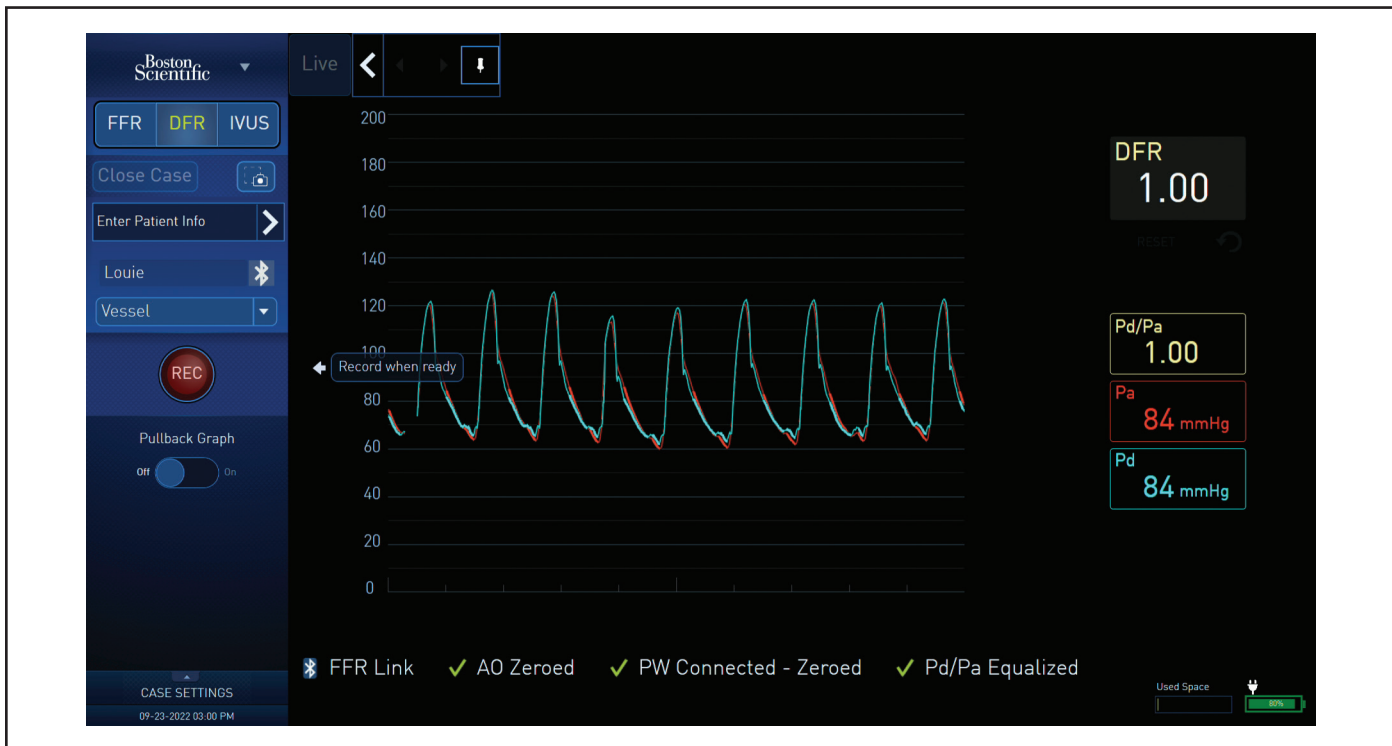 Boston
Scientific
Live
FFR DFR IVUS
Close Case
Enter Patient Info
Louie
Vessel
REC
Pullback Graph
Off On
CASE SETTINGS
09-23-2022 03:00 PM
200
180
160
140
120
100
80
60
40
20
0
Record when ready
DFR
1.00
RESET
Pd/Pa
1.00
Pa
84 mmHg
Pd
84 mmHg
FFR Link AO Zeroed PW Connected - Zeroed Pd/Pa Equalized
Used Space
80%